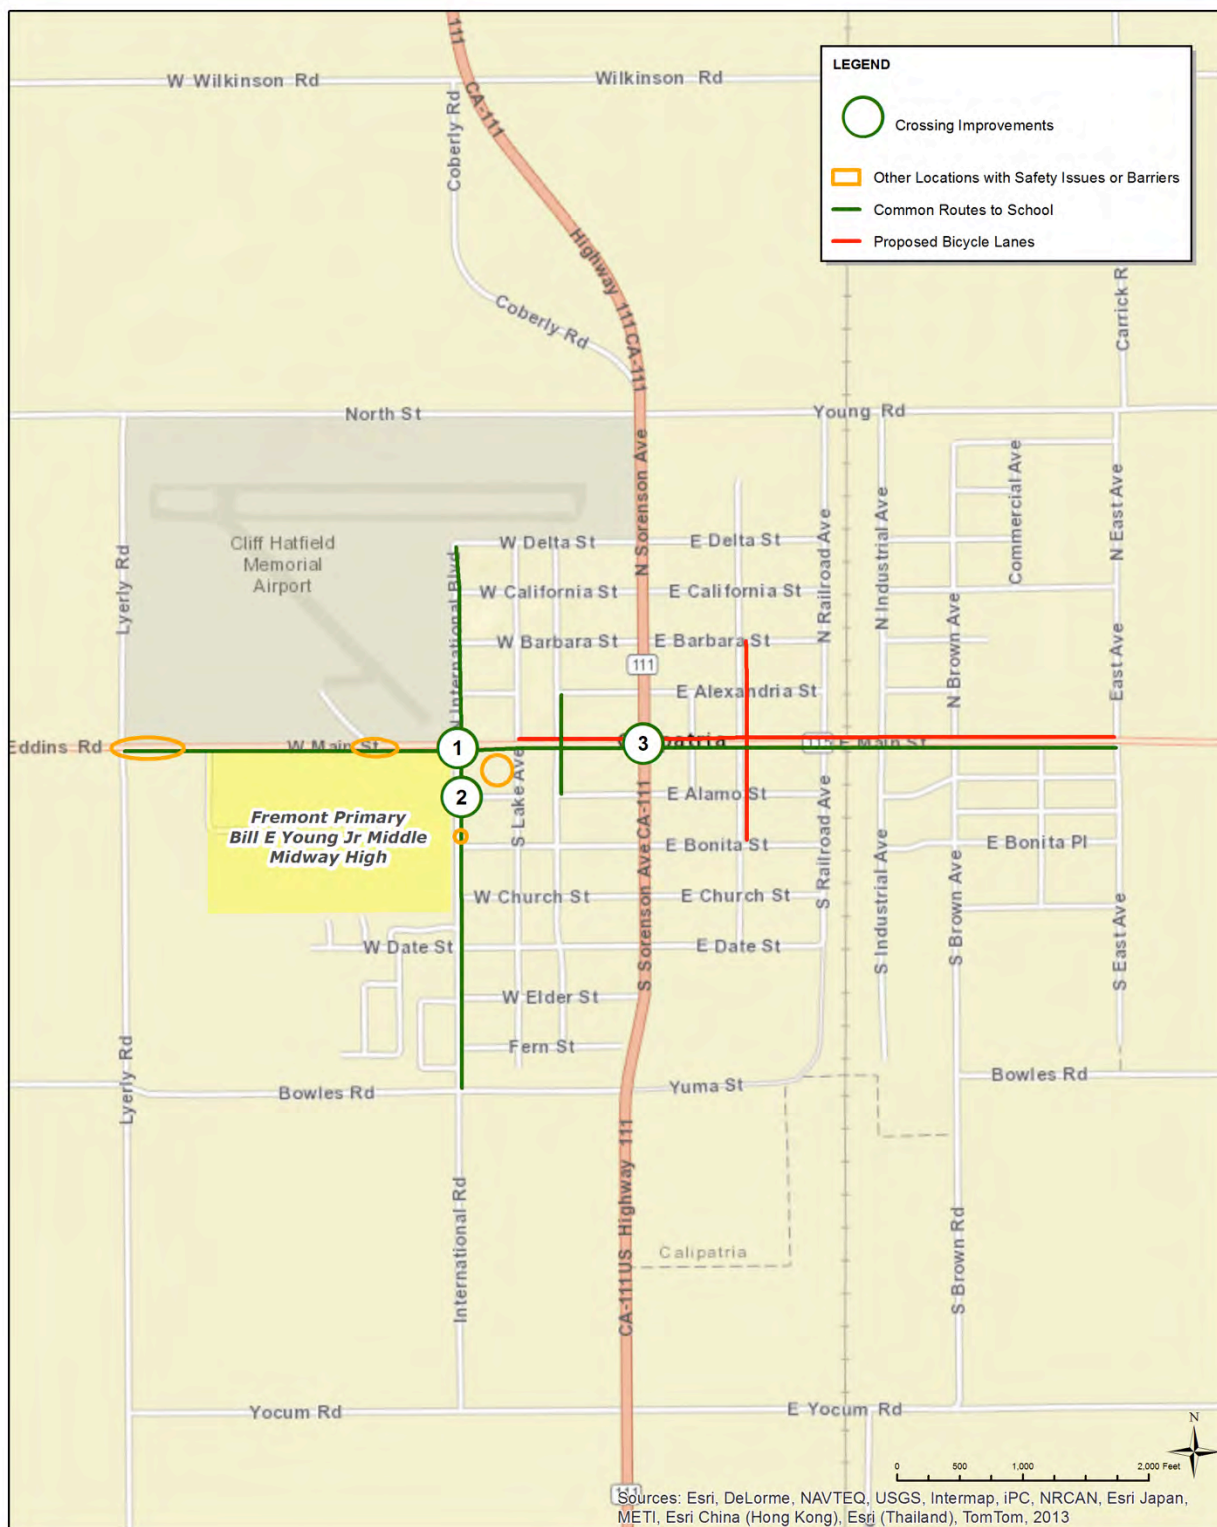 111
W Wilkinson Rd
Wilkinson Rd
CA-111
Coberly Rd
LEGEND
Crossing Improvements
Other Locations with Safety Issues or Barriers
Common Routes to School
Proposed Bicycle Lanes
Highway 111
CA-111
Coberly Rd
Carrick R
North St
Young Rd
N Sorenson Ave
Commercial Ave
N East Ave
Cliff Hatfield
Memorial
Airport
Lyerly Rd
N International Blvd
W Delta St
E Delta St
N Railroad Ave
N Industrial Ave
W California St
E California St
W Barbara St
E Barbara St
N Brown Ave
East Ave
111
E Alexandria St
Eddins Rd
W Main St
1
3
E Main St
2
S Lake Ave
E Alamo St
Fremont Primary
Bill E Young Jr Middle
Midway High
CA-111
S Sorenson Ave
E Bonita St
S Railroad Ave
S Industrial Ave
E Bonita Pl
W Church St
E Church St
S Brown Ave
S East Ave
W Date St
E Date St
W Elder St
Fern St
Lyerly Rd
Bowles Rd
Yuma St
Bowles Rd
International Rd
CA-111
US Highway 111
Calipatria
S Brown Rd
Yocum Rd
E Yocum Rd
N
0 500 1,000 2,000 Feet
111
Sources: Esri, DeLorme, NAVTEQ, USGS, Intermap, iPC, NRCAN, Esri Japan,
METI, Esri China (Hong Kong), Esri (Thailand), TomTom, 2013